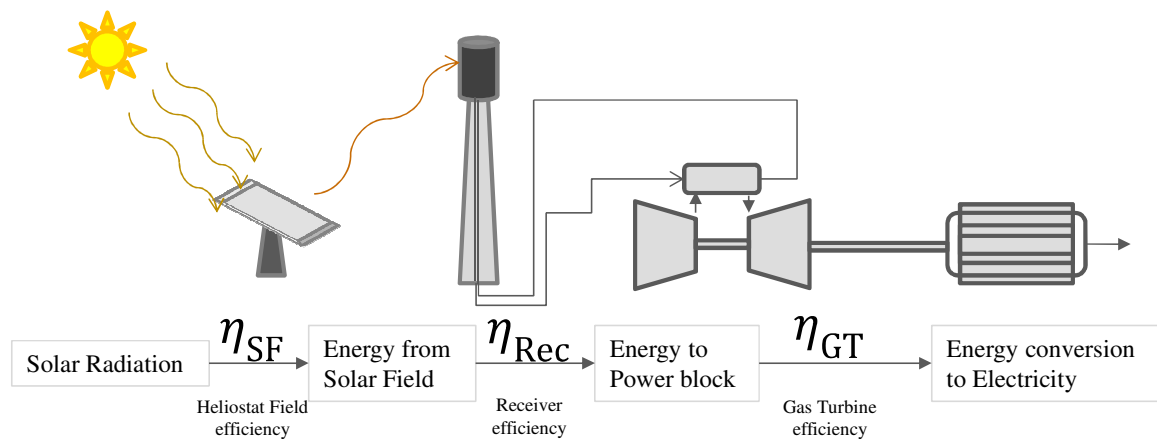 Solar Radiation
η_SF
Heliostat Field
efficiency
Energy from
Solar Field
η_Rec
Receiver
efficiency
Energy to
Power block
η_GT
Gas Turbine
efficiency
Energy conversion
to Electricity